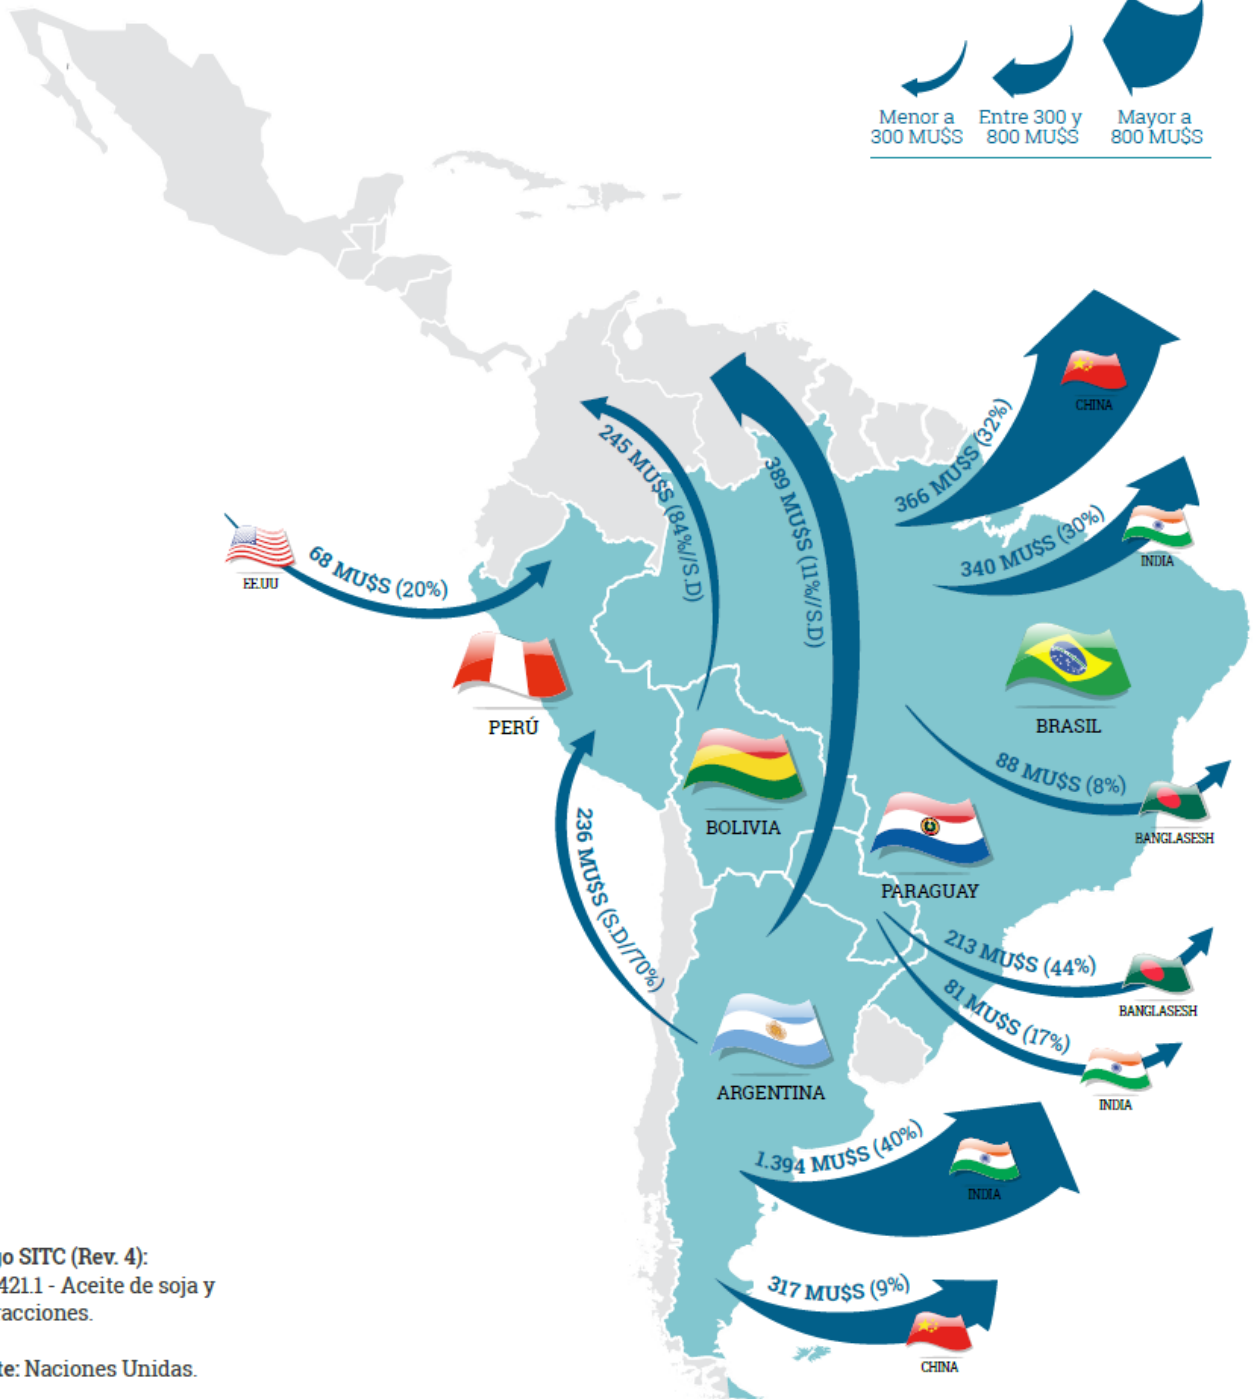 Menor a
300 MU$S
Entre 300 y
800 MU$S
Mayor a
800 MU$S
CHINA
366 MU$S (32%)
245 MU$S (84%//S.D)
389 MU$S (11%//S.D)
340 MU$S (30%)
INDIA
EE.UU
68 MU$S (20%)
PERÚ
BRASIL
88 MU$S (8%)
BANGLASESH
BOLIVIA
236 MU$S (S.D//70%)
PARAGUAY
213 MU$S (44%)
BANGLASESH
81 MU$S (17%)
INDIA
ARGENTINA
1.394 MU$S (40%)
INDIA
317 MU$S (9%)
CHINA
go SITC (Rev. 4):
421.1 - Aceite de soja y
racciones.
te: Naciones Unidas.